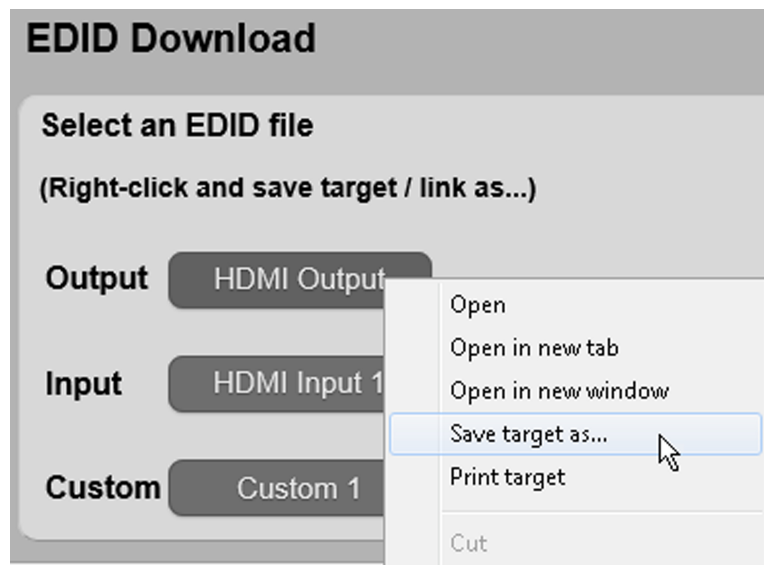 EDID Download
Select an EDID file
(Right-click and save target / link as...)
Output HDMI Output
Open
Open in new tab
Input HDMI Input 1
Open in new window
Save target as...
Print target
Custom Custom 1
Cut